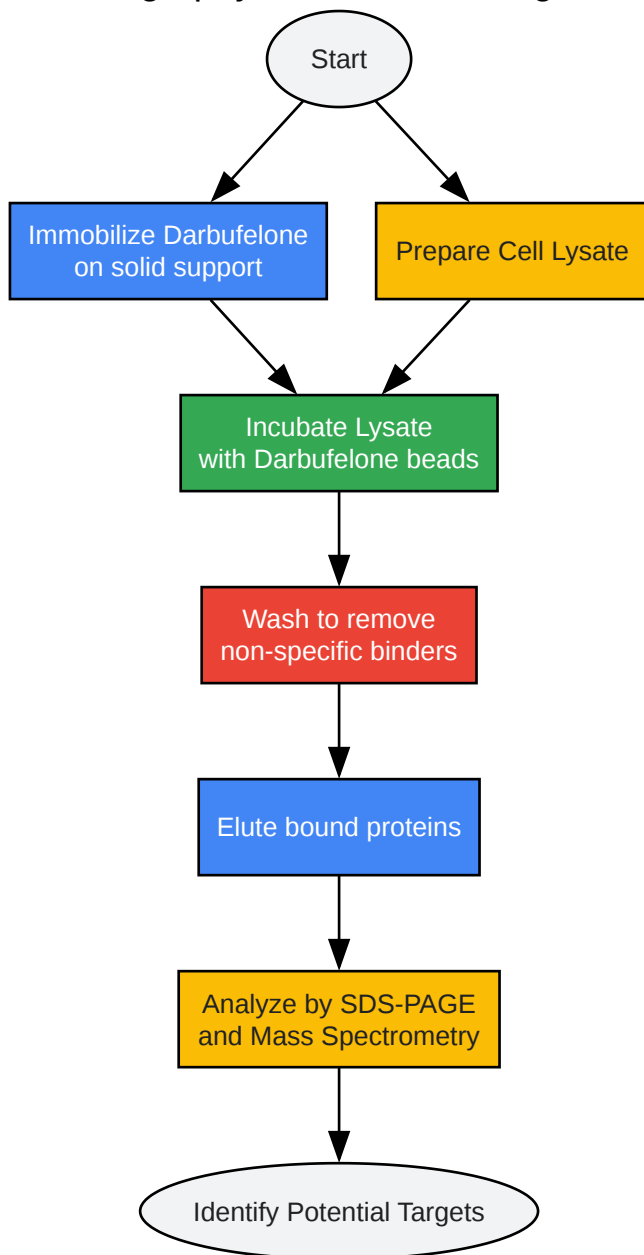 Start
Immobilize Darbufelone
on solid support
Prepare Cell Lysate
Incubate Lysate
with Darbufelone beads
Wash to remove
non-specific binders
Elute bound proteins
Analyze by SDS-PAGE
and Mass Spectrometry
Identify Potential Targets